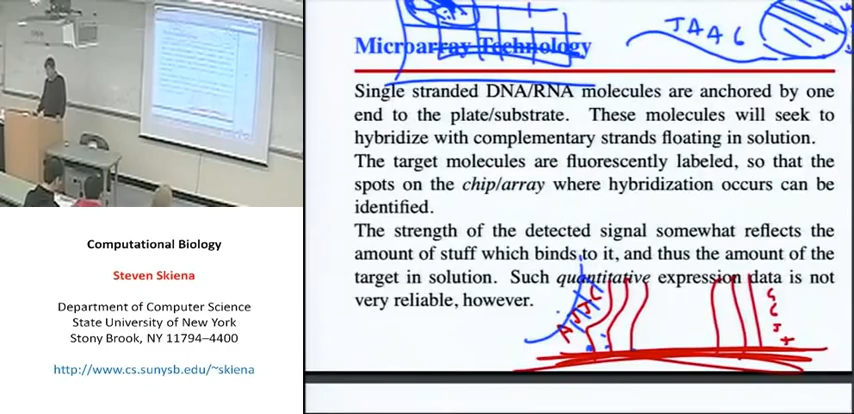 Microarray Technology
Single stranded DNA/RNA molecules are anchored by one
end to the plate/substrate. These molecules will seek to
hybridize with complementary strands floating in solution.
The target molecules are fluorescently labeled, so that the
spots on the chip/array where hybridization occurs can be
identified.
The strength of the detected signal somewhat reflects the
amount of stuff which binds to it, and thus the amount of the
target in solution. Such quantitative expression data is not
very reliable, however.
Computational Biology
Steven Skiena
Department of Computer Science
State University of New York
Stony Brook, NY 11794–4400
http://www.cs.sunysb.edu/~skiena